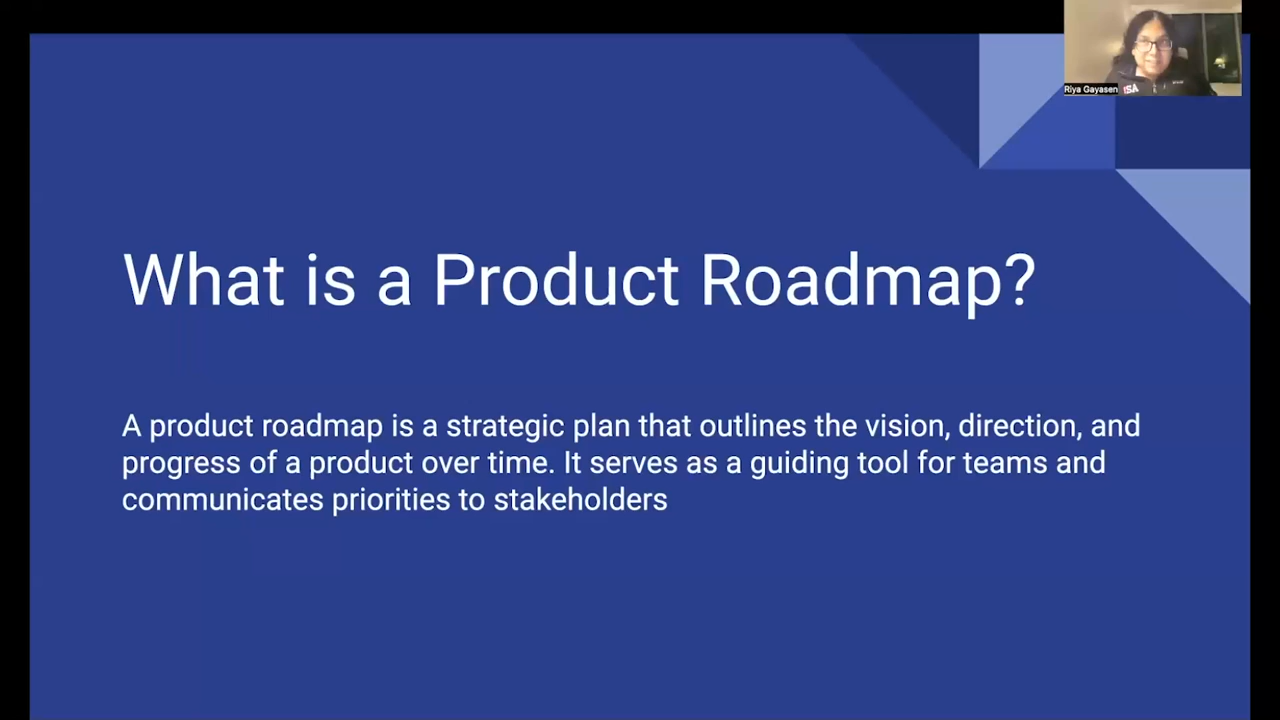 Riya Gayasen
What is a Product Roadmap?
A product roadmap is a strategic plan that outlines the vision, direction, and
progress of a product over time. It serves as a guiding tool for teams and
communicates priorities to stakeholders